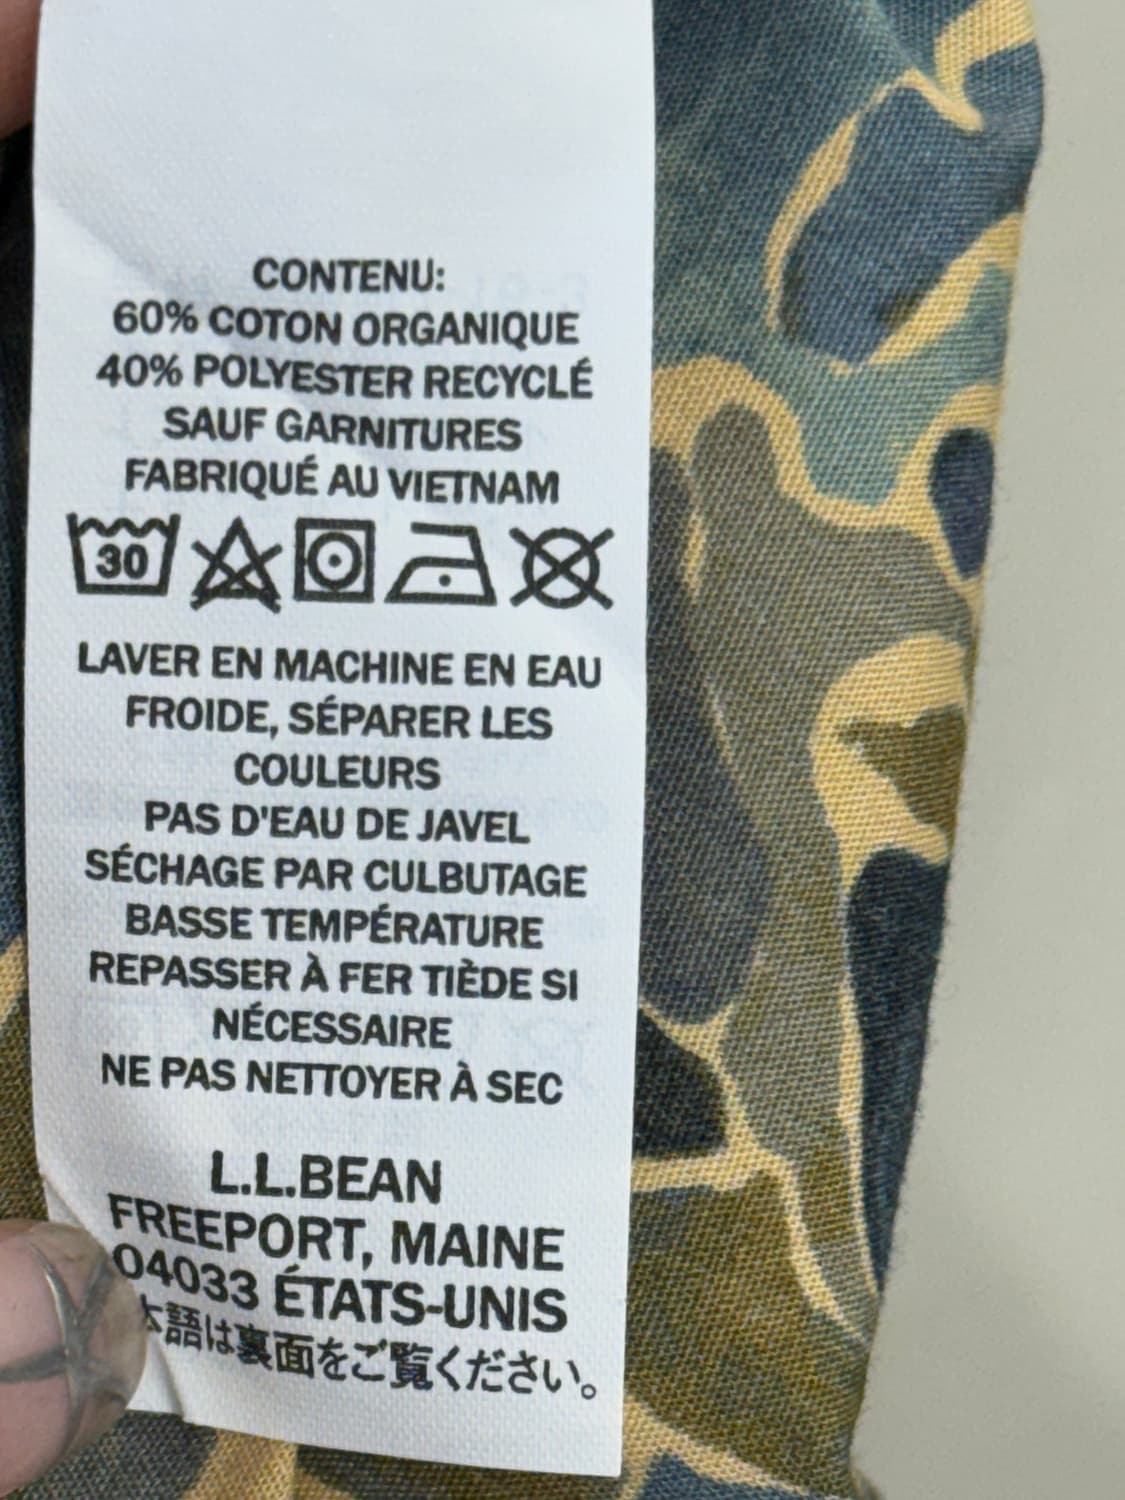 CONTENU:
60% COTON ORGANIQUE
40% POLYESTER RECYCLÉ
SAUF GARNITURES
FABRIQUÉ AU VIETNAM
30
LAVER EN MACHINE EN EAU
FROIDE, SÉPARER LES
COULEURS
PAS D'EAU DE JAVEL
SÉCHAGE PAR CULBUTAGE
BASSE TEMPÉRATURE
REPASSER À FER TIÈDE SI
NÉCESSAIRE
NE PAS NETTOYER À SEC
L.L.BEAN
FREEPORT, MAINE
04033 ÉTATS-UNIS
本語は裏面をご覧ください。